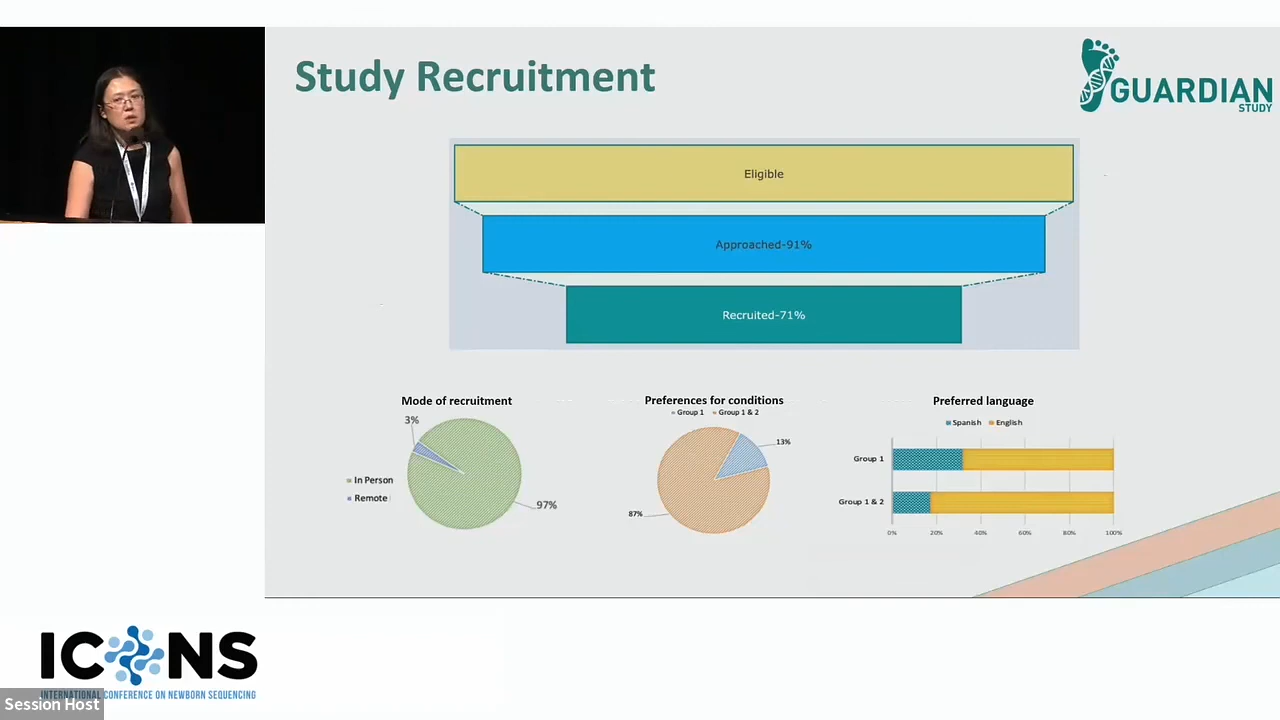 Study Recruitment
GUARDIAN
STUDY
Eligible
Approached-91%
Recruited-71%
Mode of recruitment
3%
In Person
Remote
97%
Preferences for conditions
Group 1 Group 1 & 2
13%
87%
Preferred language
Spanish English
Group 1
Group 1 & 2
0% 20% 40% 60% 80% 100%
ICONS
INTERNATIONAL CONFERENCE ON NEWBORN SEQUENCING
Session Host